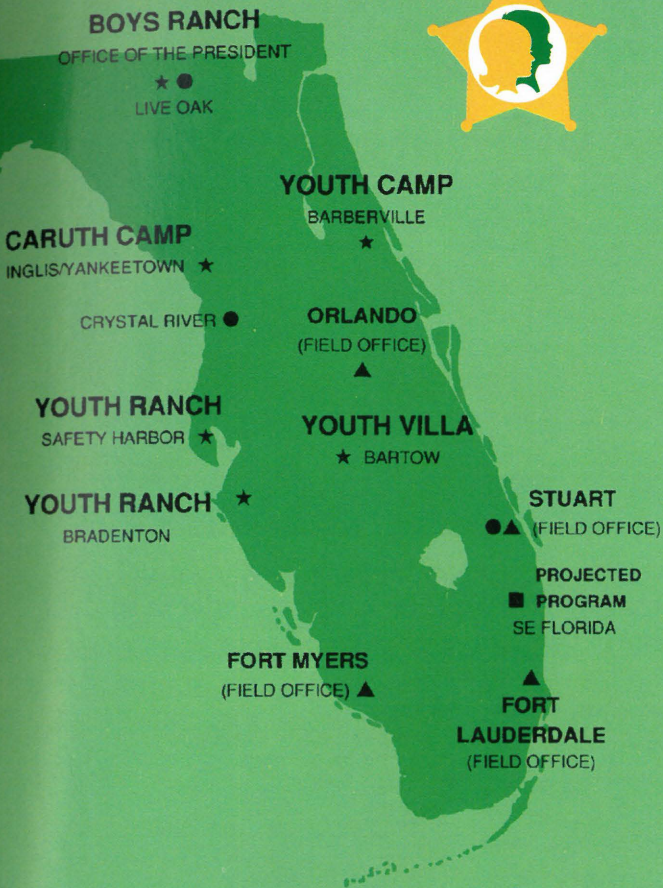 BOYS RANCH
OFFICE OF THE PRESIDENT
LIVE OAK
YOUTH CAMP
BARBERVILLE
CARUTH CAMP
INGLIS/YANKEETOWN
CRYSTAL RIVER
ORLANDO
(FIELD OFFICE)
YOUTH RANCH
SAFETY HARBOR
YOUTH VILLA
BARTOW
YOUTH RANCH
BRADENTON
STUART
(FIELD OFFICE)
PROJECTED
PROGRAM
SE FLORIDA
FORT MYERS
(FIELD OFFICE)
FORT
LAUDERDALE
(FIELD OFFICE)